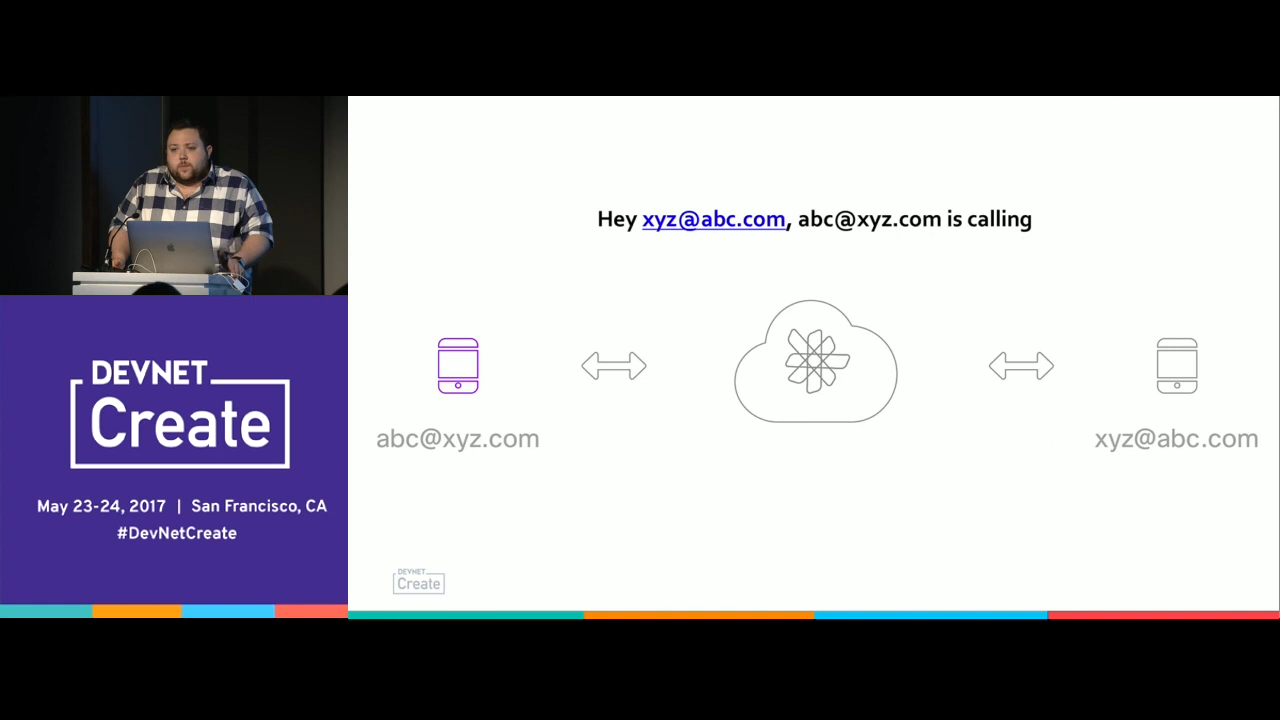 Hey xyz@abc.com, abc@xyz.com is calling
abc@xyz.com
xyz@abc.com
DEVNET
Create
DEVNET
Create
May 23-24, 2017 | San Francisco, CA
#DevNetCreate